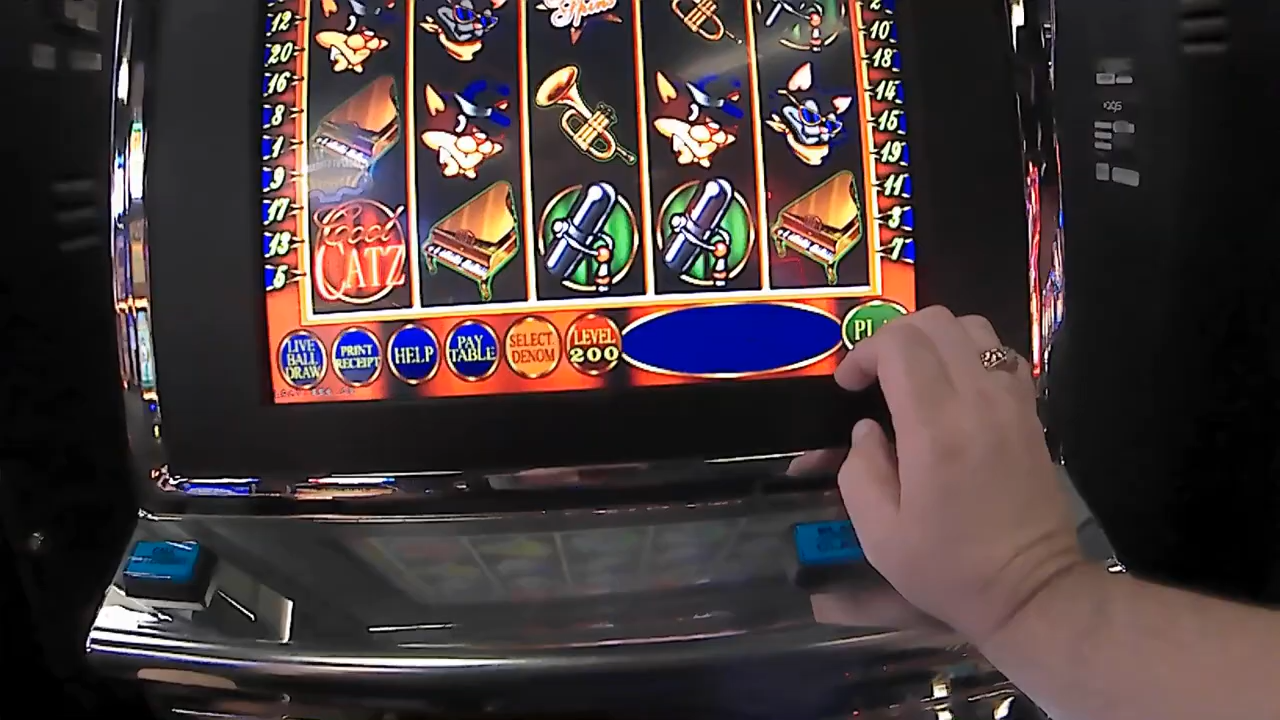 Spins
12
20
16
8
1
9
17
13
5
2
10
18
14
15
19
11
3
7
Cool
CATZ
LIVE
BALL
DRAW
PRINT
RECEIPT
HELP
PAY
TABLE
SELECT
DENOM
LEVEL
200